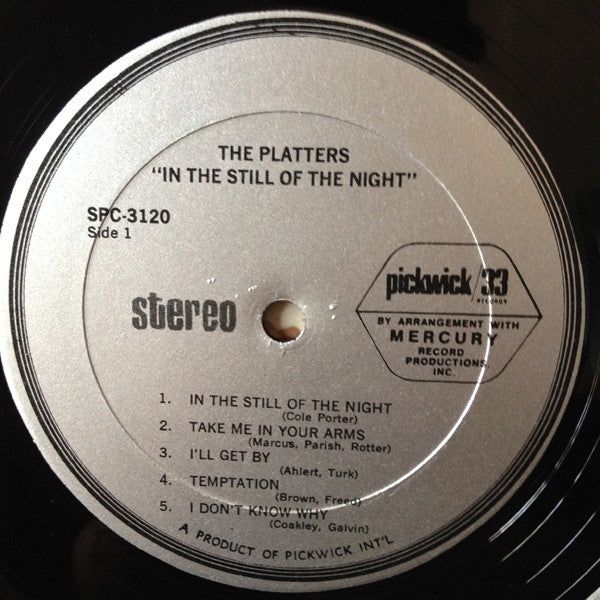 THE PLATTERS
"IN THE STILL OF THE NIGHT"
SPC-3120
Side 1
stereo
pickwick/33
RECORDS
BY ARRANGEMENT WITH
MERCURY
RECORD
PRODUCTIONS,
INC.
1. IN THE STILL OF THE NIGHT
(Cole Porter)
2. TAKE ME IN YOUR ARMS
(Marcus, Parish, Rotter)
3. I'LL GET BY
(Ahlert, Turk)
4. TEMPTATION
(Brown, Freed)
5. I DON'T KNOW WHY
(Coakley, Galvin)
A PRODUCT OF PICKWICK INT'L